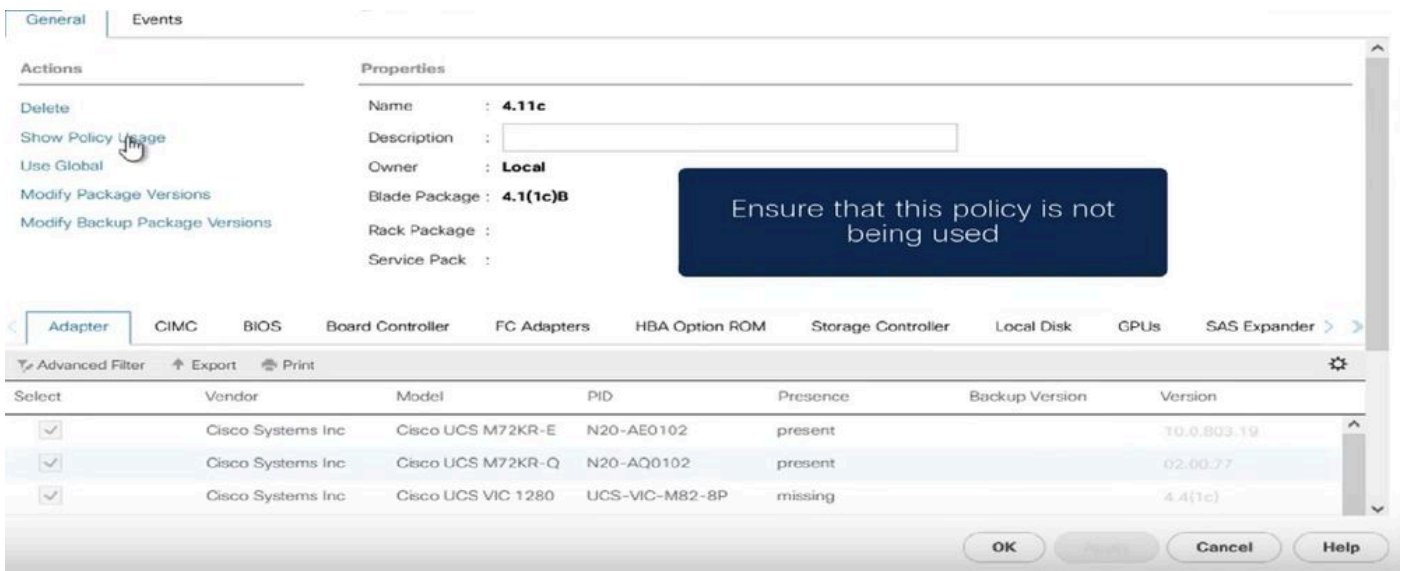 General Events
Actions Properties
Delete Name : 4.11c
Show Policy Usage Description :
Use Global Owner : Local
Modify Package Versions Blade Package : 4.1(1c)B
Modify Backup Package Versions Rack Package :
Service Pack :
Ensure that this policy is not
being used
Adapter CIMC BIOS Board Controller FC Adapters HBA Option ROM Storage Controller Local Disk GPUs SAS Expander
Advanced Filter Export Print
Select Vendor Model PID Presence Backup Version Version
Cisco Systems Inc Cisco UCS M72KR-E N20-AE0102 present 10.0.803.19
Cisco Systems Inc Cisco UCS M72KR-Q N20-AQ0102 present 02.00.77
Cisco Systems Inc Cisco UCS VIC 1280 UCS-VIC-M82-8P missing 4.4(1c)
OK Apply Cancel Help